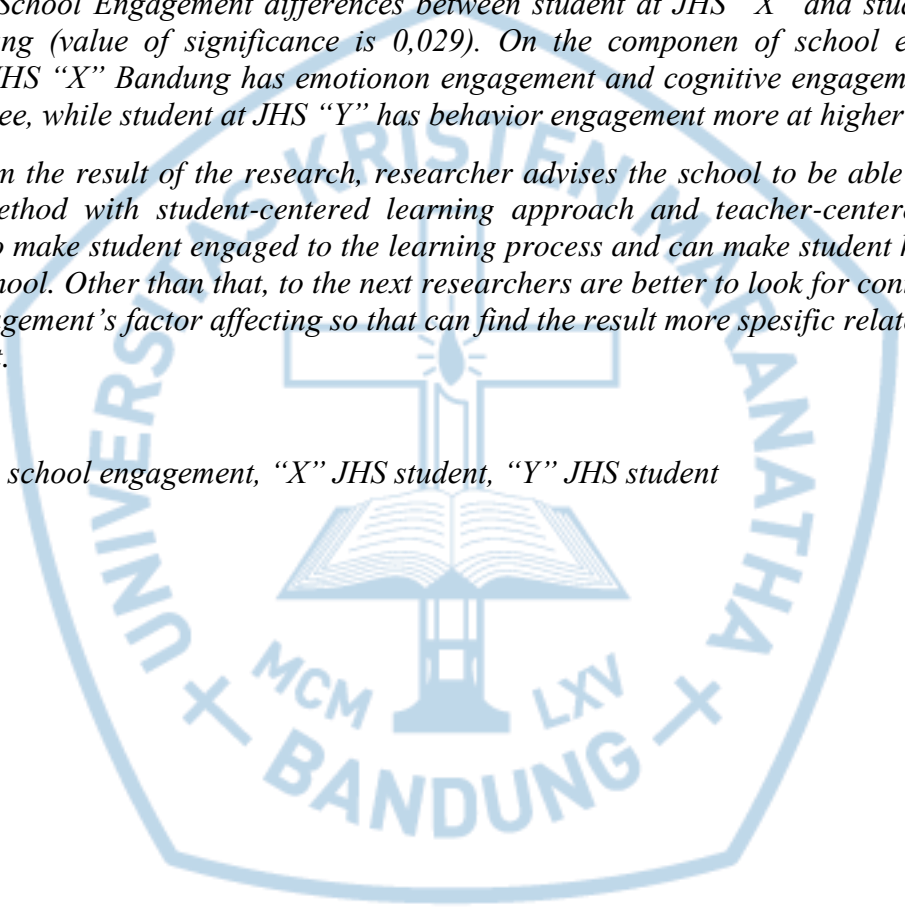 School Engagement differences between student at JHS “X” and stu
ng (value of significance is 0,029). On the componen of school e
JHS “X” Bandung has emotionon engagement and cognitive engagem
ee, while student at JHS “Y” has behavior engagement more at higher
m the result of the research, researcher advises the school to be able
ethod with student-centered learning approach and teacher-centere
o make student engaged to the learning process and can make student h
hool. Other than that, to the next researchers are better to look for con
agement’s factor affecting so that can find the result more spesific relat
t.
school engagement, “X” JHS student, “Y” JHS student
UNIVERSITAS KRISTEN MARANATHA
MCM LXV
BANDUNG